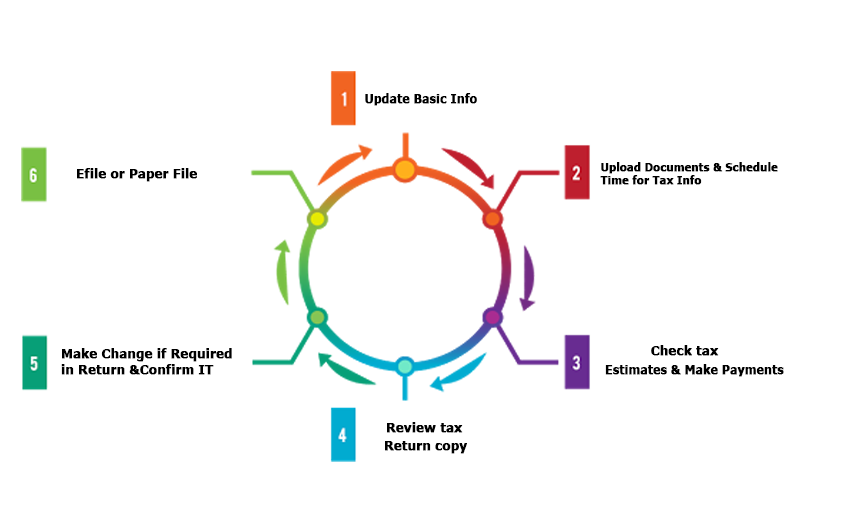 1
Update Basic Info
2
Upload Documents & Schedule
Time for Tax Info
3
Check tax
Estimates & Make Payments
4
Review tax
Return copy
5
Make Change if Required
in Return &Confirm IT
6
Efile or Paper File